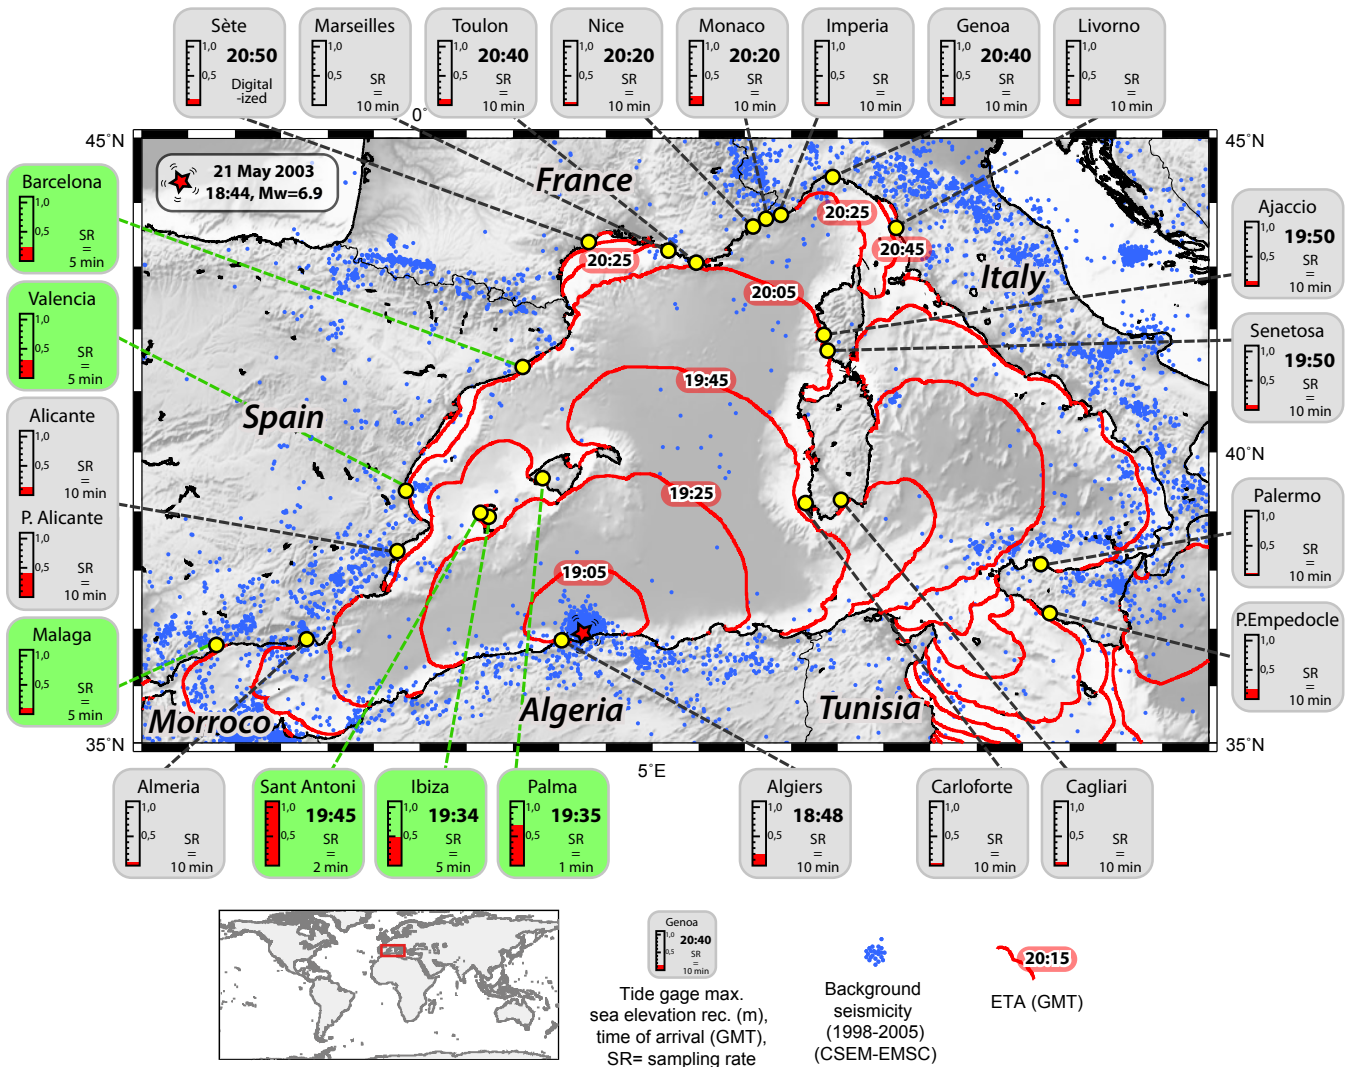 Sète
1,0
20:50
0,5
Digital
-ized
Marseilles
1,0
0,5
SR
=
10 min
Toulon
1,0
20:40
0,5
SR
=
10 min
Nice
1,0
20:20
0,5
SR
=
10 min
Monaco
1,0
20:20
0,5
SR
=
10 min
Imperia
1,0
0,5
SR
=
10 min
Genoa
1,0
20:40
0,5
SR
=
10 min
Livorno
1,0
0,5
SR
=
10 min
0°
45°N
45°N
21 May 2003
18:44, Mw=6.9
France
20:25
20:25
20:45
20:05
Italy
19:45
Spain
19:25
19:05
Morroco
Algeria
Tunisia
40°N
35°N
35°N
5°E
Barcelona
1,0
0,5
SR
=
5 min
Valencia
1,0
0,5
SR
=
5 min
Alicante
1,0
0,5
SR
=
10 min
P. Alicante
1,0
0,5
SR
=
10 min
Malaga
1,0
0,5
SR
=
5 min
Ajaccio
1,0
19:50
0,5
SR
=
10 min
Senetosa
1,0
19:50
0,5
SR
=
10 min
Palermo
1,0
0,5
SR
=
10 min
P.Empedocle
1,0
0,5
SR
=
10 min
Almeria
1,0
0,5
SR
=
10 min
Sant Antoni
1,0
19:45
0,5
SR
=
2 min
Ibiza
1,0
19:34
0,5
SR
=
5 min
Palma
1,0
19:35
0,5
SR
=
1 min
Algiers
1,0
18:48
0,5
SR
=
10 min
Carloforte
1,0
0,5
SR
=
10 min
Cagliari
1,0
0,5
SR
=
10 min
Genoa
1,0
20:40
0,5
SR
=
10 min
Tide gage max.
sea elevation rec. (m),
time of arrival (GMT),
SR= sampling rate
Background
seismicity
(1998-2005)
(CSEM-EMSC)
20:15
ETA (GMT)